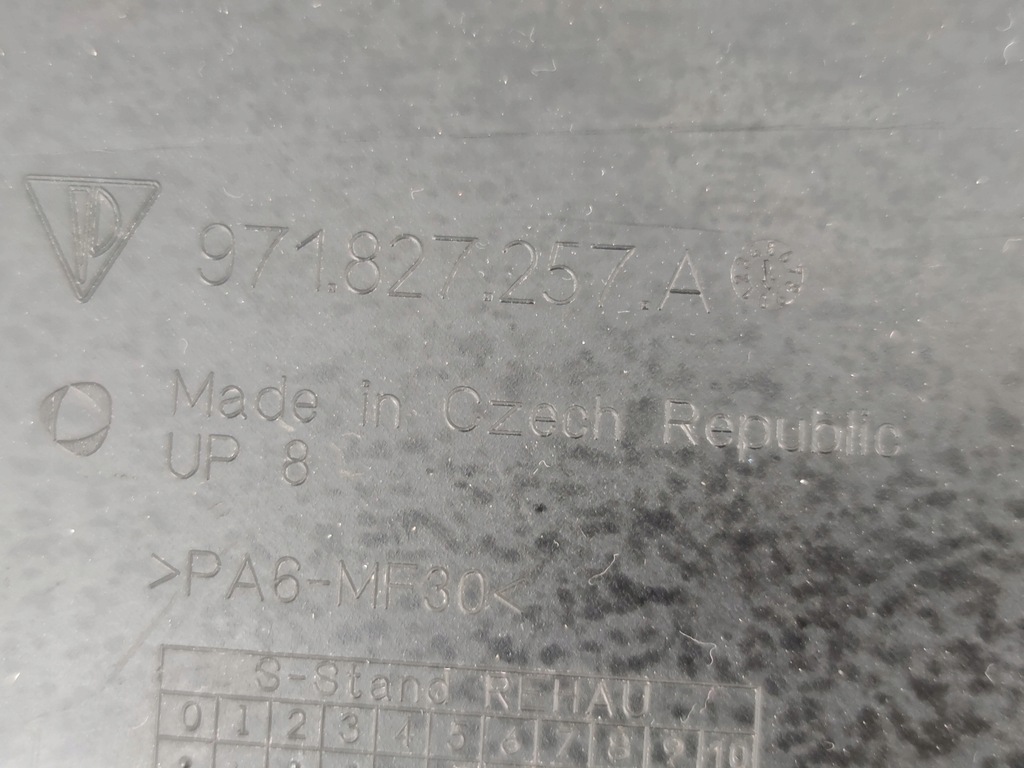 971.827.257.A
Made in Czech Republic
UP 8
>PA6-MF30<
S-Stand REHAU
0 1 2 3 4 5 6 7 8 9 10